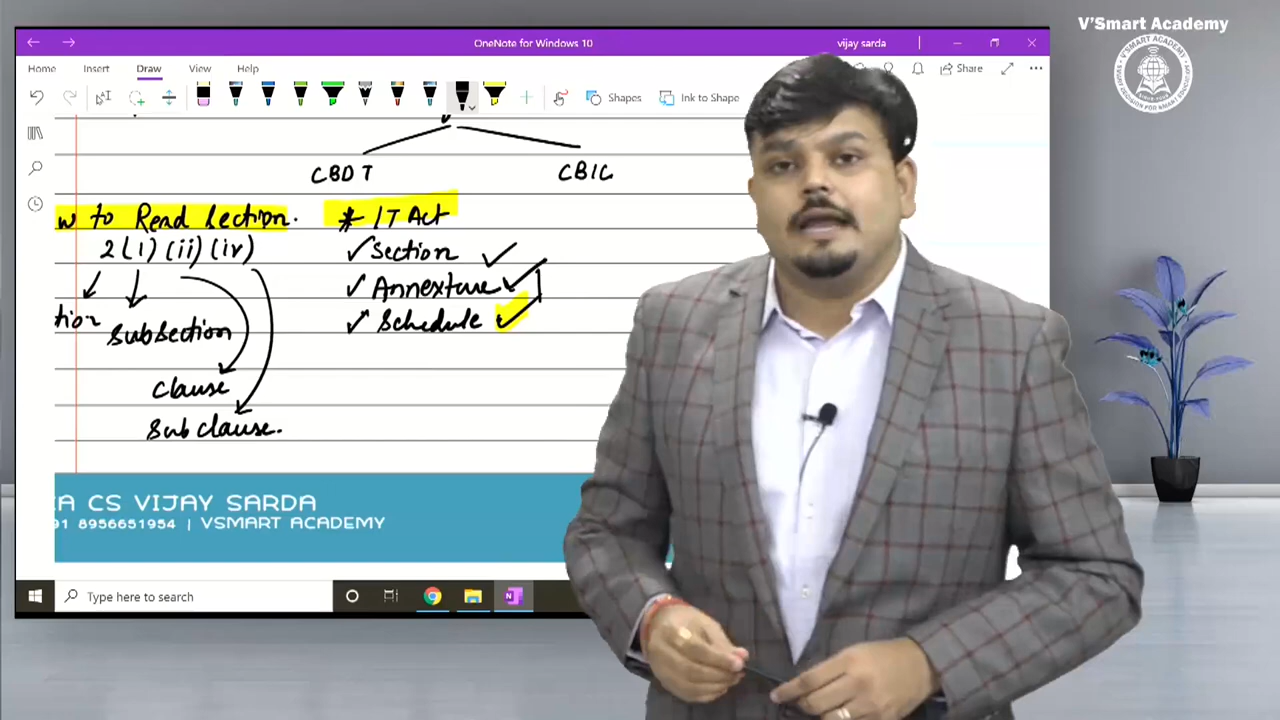 V'Smart Academy
OneNote for Windows 10
vijay sarda
Home Insert Draw View Help
Share
Shapes
Ink to Shape
CBDT CBIC
w to Read Section.
* IT Act
2 (1) (ii) (iv)
✓ Section ✓
✓ Annexture ✓
tion
✓ Schedule ✓
Subsection
Clause
Sub clause.
CA CS VIJAY SARDA
91 8956651954 | VSMART ACADEMY
Type here to search